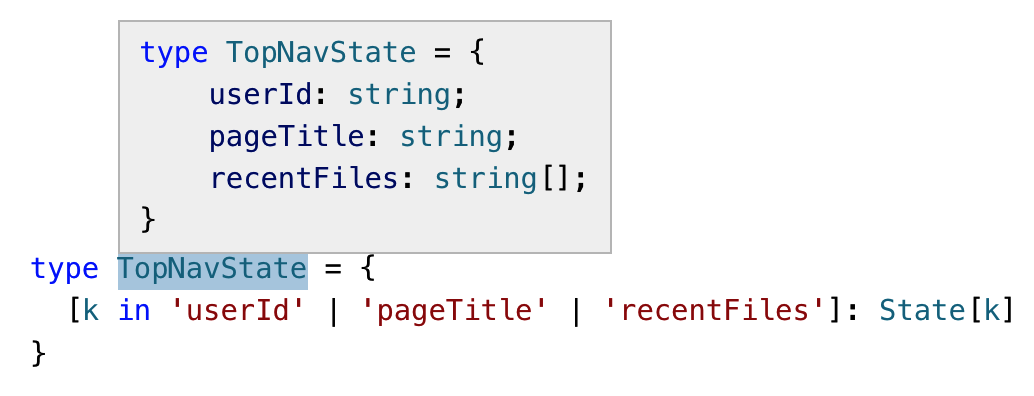 type TopNavState = {
    userId: string;
    pageTitle: string;
    recentFiles: string[];
}
type TopNavState = {
  [k in 'userId' | 'pageTitle' | 'recentFiles']: State[k]
}